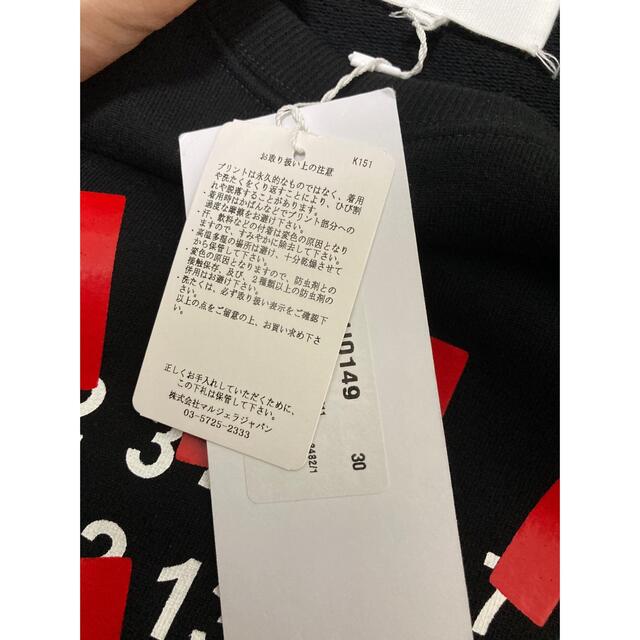 K151
お取り扱い上の注意
プリントは永久的なものではなく、着用
や洗たくをくり返すことにより、ひび割
れや脱落することがあります。
・着用時はかばんなどでプリント部分への
過度な摩擦をお避け下さい。
・汗、飲料などの付着は変色の原因となり
ますので、すみやかに除去して下さい。
・高温多湿の場所は避け、十分乾燥させて
から保管して下さい。
・変色の原因となりますので、防虫剤との
接触保存、及び、2種類以上の防虫剤の
併用はお避け下さい。
・洗たくは、必ず取り扱い表示をご確認下
さい。
以上の点をご留意の上、お買い求め下さ
い。
正しくお手入れしていただくために、
この下札は保管して下さい。
株式会社マルジェラジャパン
03-5725-2333
0149
30
482/1
2 3
2 13
7